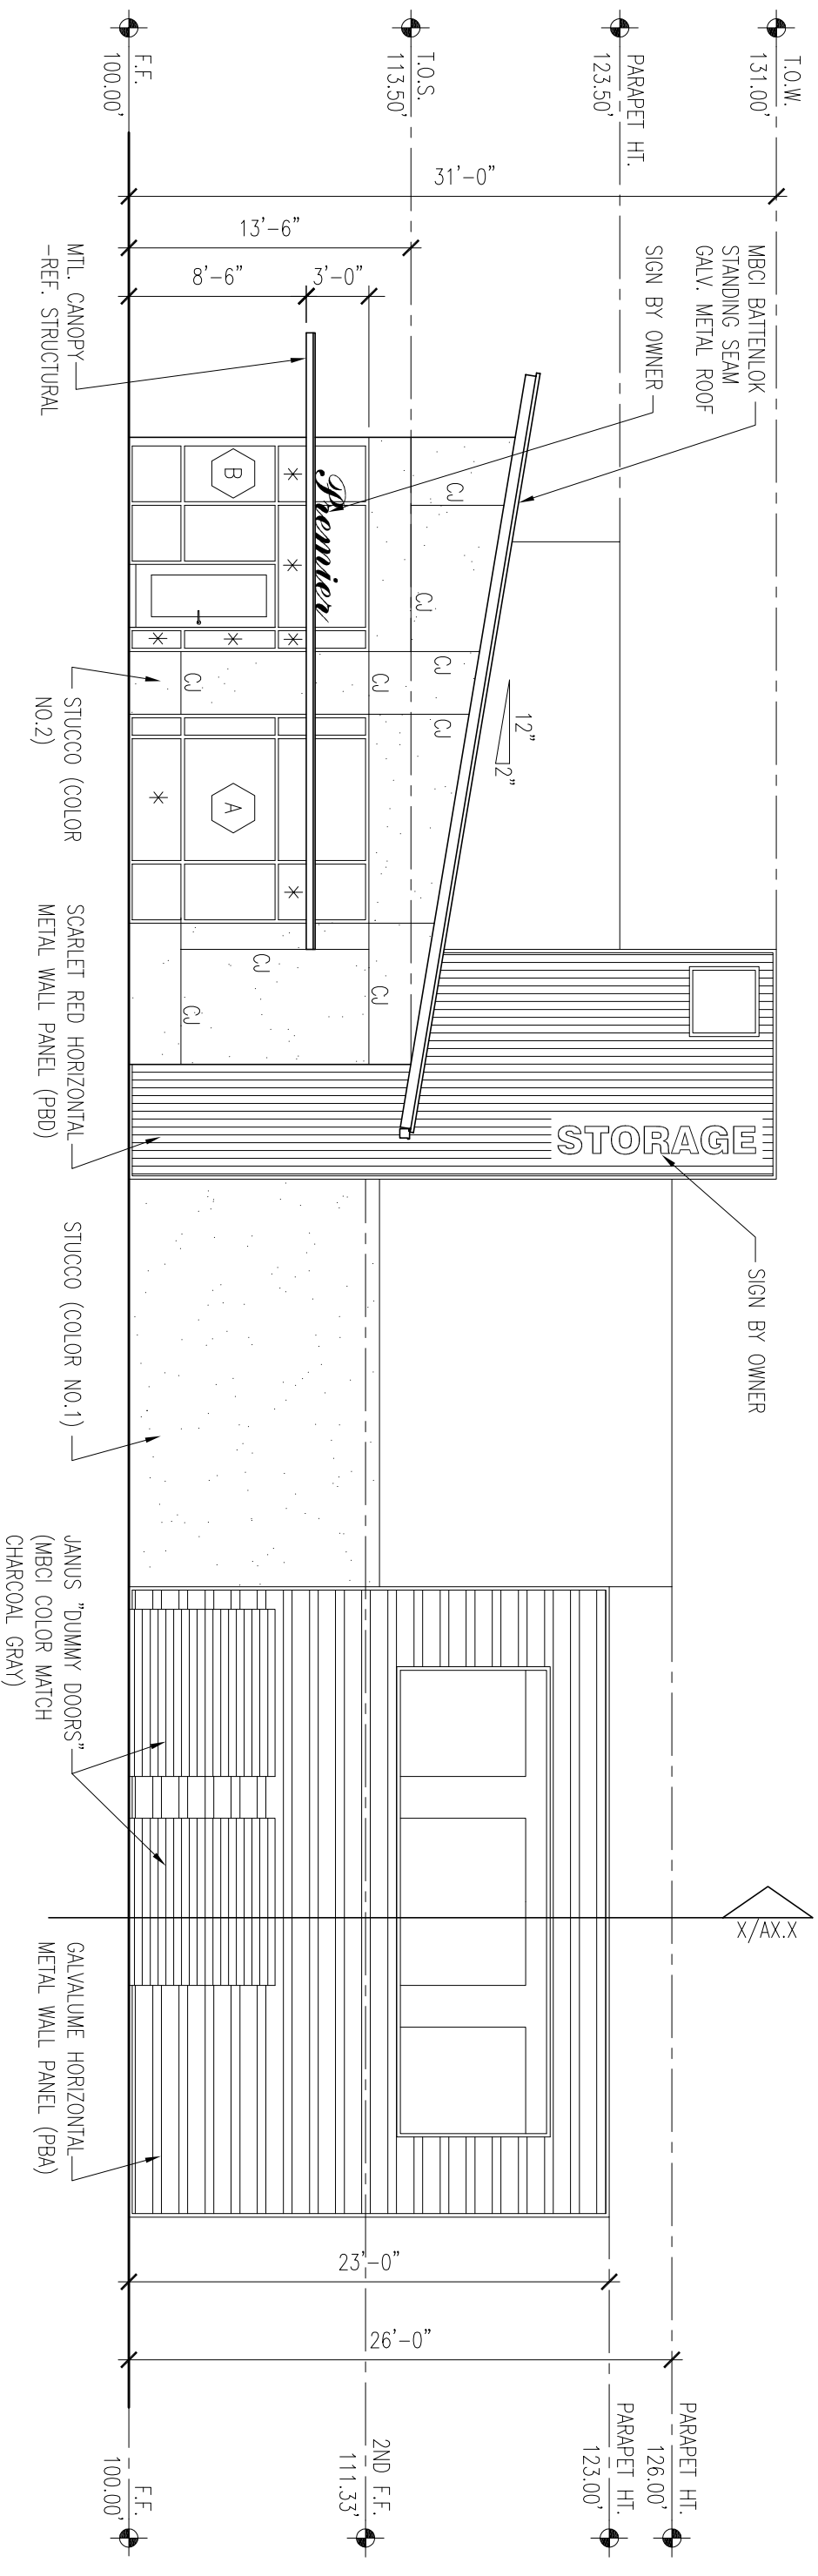 T.O.W.
131.00'
PARAPET HT.
123.50'
T.O.S.
113.50'
F.F.
100.00'
31'-0"
13'-6"
8'-6"
3'-0"
MBCI BATTENLOK
STANDING SEAM
GALV. METAL ROOF
SIGN BY OWNER
MTL. CANOPY
-REF. STRUCTURAL
Premier
B
A
CJ
CJ
CJ
CJ
CJ
CJ
CJ
CJ
CJ
12"
2"
STORAGE
SIGN BY OWNER
STUCCO (COLOR
NO.2)
SCARLET RED HORIZONTAL
METAL WALL PANEL (PBD)
STUCCO (COLOR NO.1)
JANUS "DUMMY DOORS"
(MBCI COLOR MATCH
CHARCOAL GRAY)
X/AX.X
GALVALUME HORIZONTAL
METAL WALL PANEL (PBA)
23'-0"
26'-0"
PARAPET HT.
126.00'
PARAPET HT.
123.00'
2ND F.F.
111.33'
F.F.
100.00'